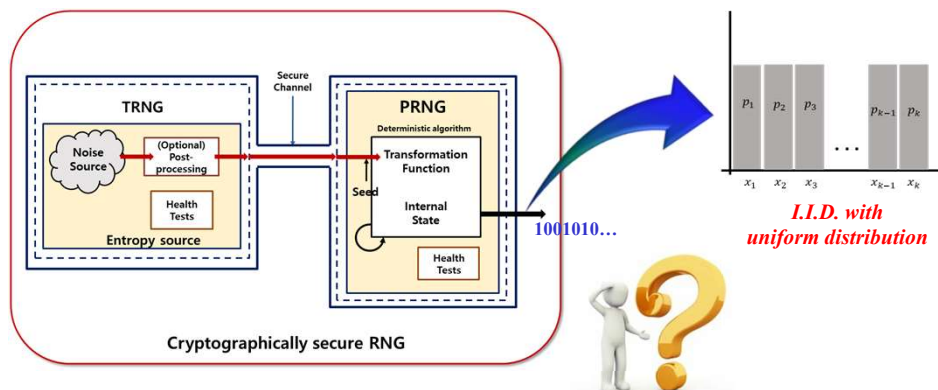 Secure
Channel
TRNG
Noise
Source
(Optional)
Post-
processing
Health
Tests
Entropy source
PRNG
Deterministic algorithm
Transformation
Function
Seed
Internal
State
Health
Tests
Cryptographically secure RNG
1001010...
p₁ p₂ p₃ pₖ₋₁ pₖ
...
x₁ x₂ x₃ xₖ₋₁ xₖ
I.I.D. with
uniform distribution
?